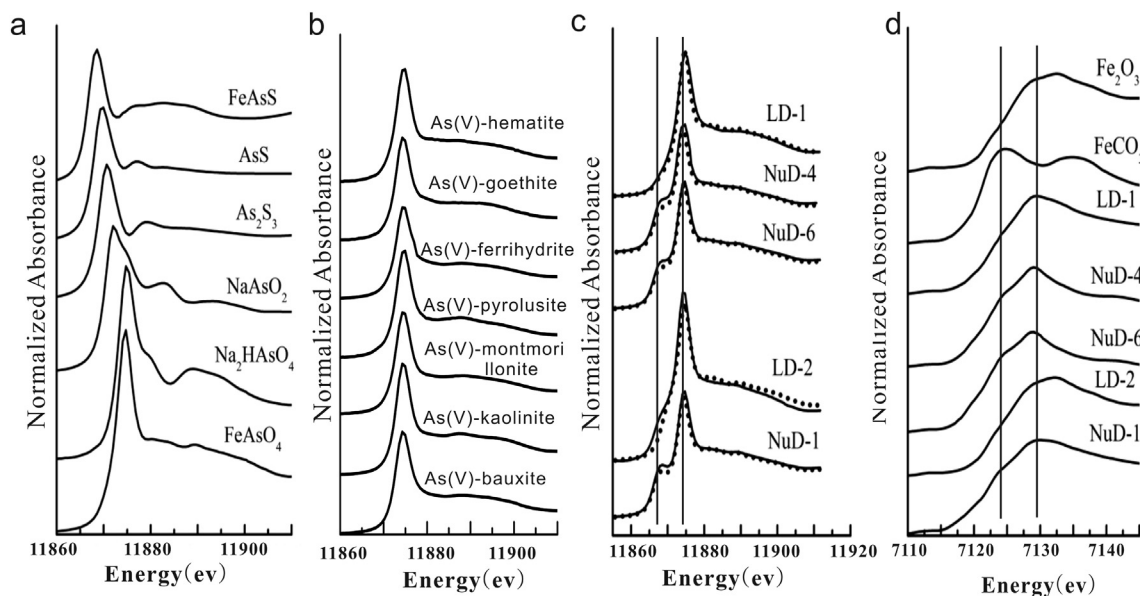 a
b
c
d
Normalized Absorbance
FeAsS
AsS
As₂S₃
NaAsO₂
Na₂HAsO₄
FeAsO₄
11860
11880
11900
Energy(ev)
Normalized Absorbance
As(V)-hematite
As(V)-goethite
As(V)-ferrihydrite
As(V)-pyrolusite
As(V)-montmori
llonite
As(V)-kaolinite
As(V)-bauxite
11860
11880
11900
Energy(ev)
Normalized Absorbance
LD-1
NuD-4
NuD-6
LD-2
NuD-1
11860
11880
11900
11920
Energy(ev)
Normalized Absorbance
Fe₂O₃
FeCO
LD-1
NuD-4
NuD-6
LD-2
NuD-1
7110
7120
7130
7140
Energy(ev)